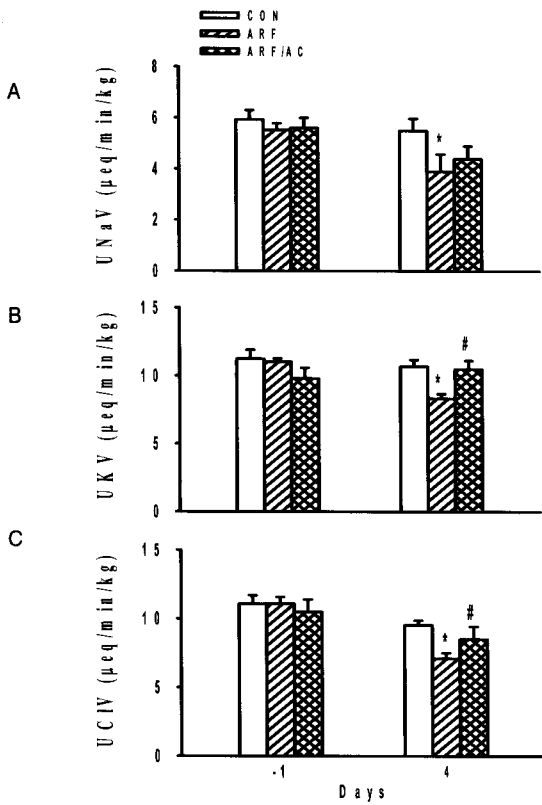 CON
ARF
ARF/AC
A
UNaV (μeq/min/kg)
8
6
4
2
0
*
B
UKV (μeq/min/kg)
15
10
5
0
*
#
C
UClV (μeq/min/kg)
15
10
5
0
*
#
-1
4
Days